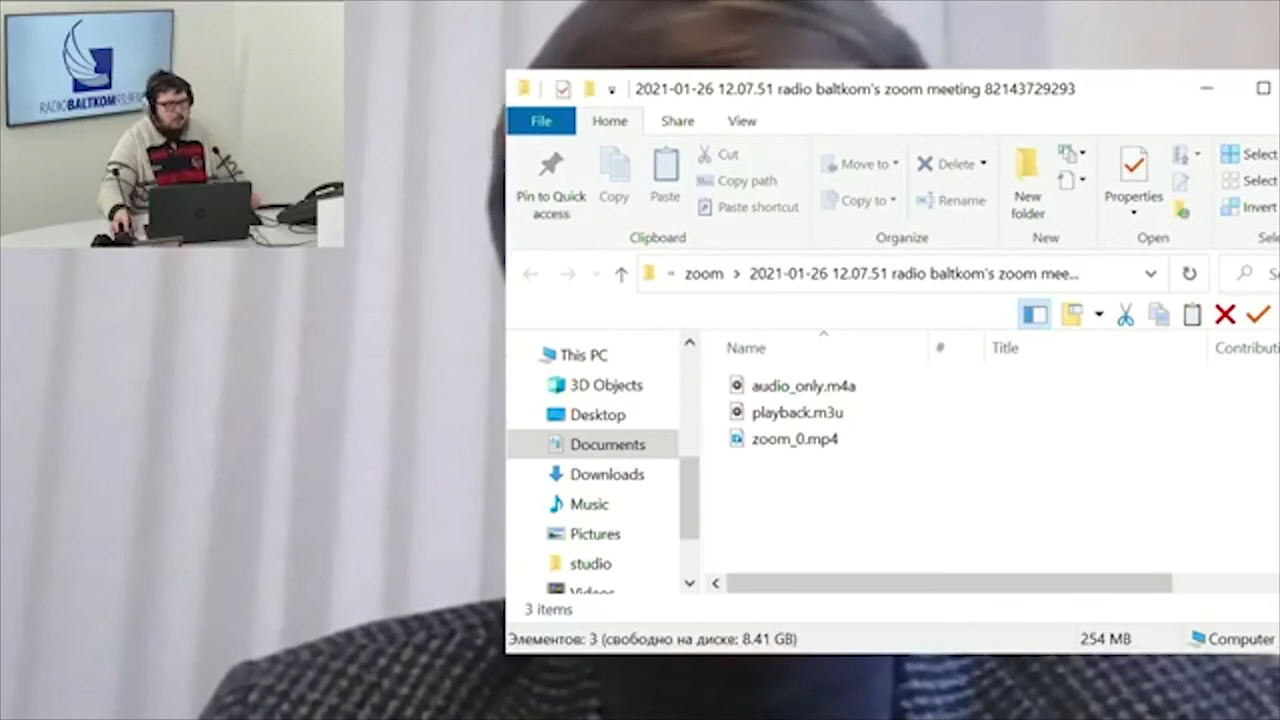 RADIOBALTKOM93.9FM
2021-01-26 12.07.51 radio baltkom's zoom meeting 82143729293
File Home Share View
Pin to Quick access
Copy
Paste
Cut
Copy path
Paste shortcut
Clipboard
Move to
Copy to
Delete
Rename
Organize
New folder
New
Properties
Open
Select
Select
Invert
zoom > 2021-01-26 12.07.51 radio baltkom's zoom mee...
Name # Title
This PC
3D Objects
Desktop
Documents
Downloads
Music
Pictures
studio
Videos
audio_only.m4a
playback.m3u
zoom_0.mp4
3 items
Элементов: 3 (свободно на диске: 8.41 GB) 254 MB Computer